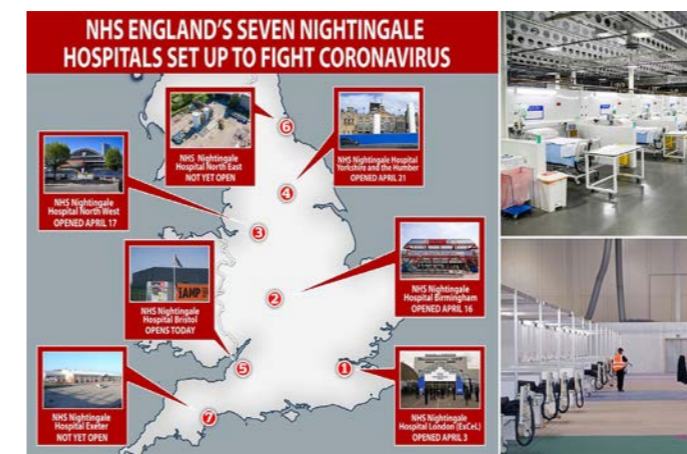 NHS ENGLAND'S SEVEN NIGHTINGALE
HOSPITALS SET UP TO FIGHT CORONAVIRUS
6
NHS Nightingale
Hospital North East
NOT YET OPEN
NHS Nightingale Hospital
Yorkshire and the Humber
OPENED APRIL 21
4
NHS Nightingale
Hospital North West
OPENED APRIL 17
3
NHS Nightingale
Hospital Birmingham
OPENED APRIL 16
2
NHS Nightingale
Hospital Bristol
OPENS TODAY
5
1
NHS Nightingale
Hospital Exeter
NOT YET OPEN
7
NHS Nightingale
Hospital London (ExCeL)
OPENED APRIL 3